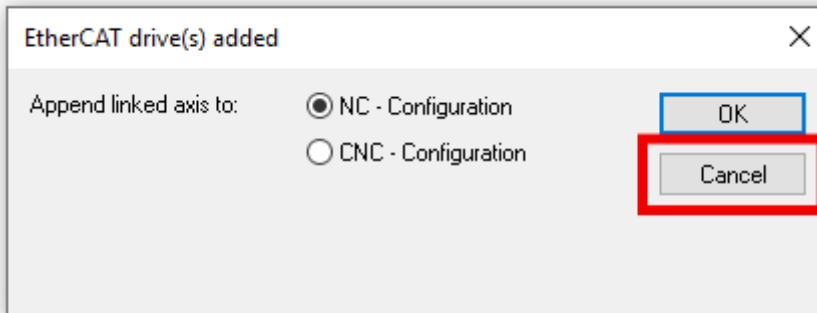 EtherCAT drive(s) added
Append linked axis to:
NC - Configuration
OK
CNC - Configuration
Cancel